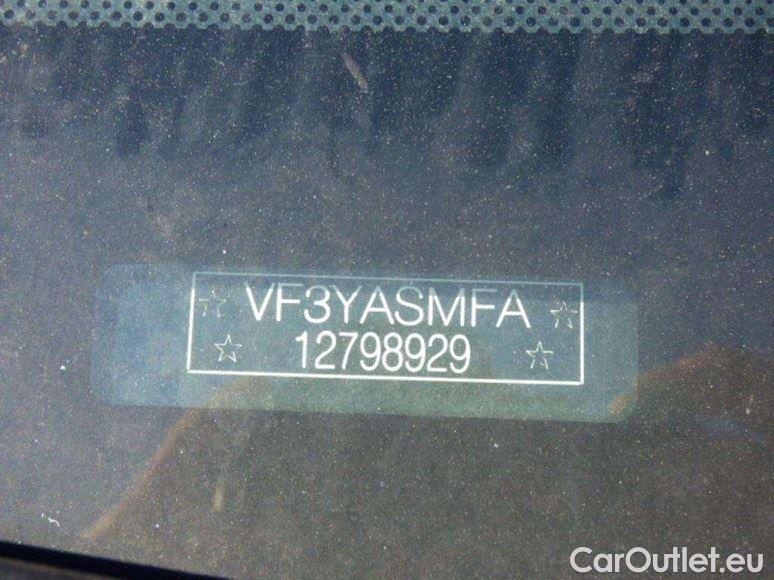 ☆ VF3YASMFA ☆
☆ 12798929 ☆
CarOutlet.eu